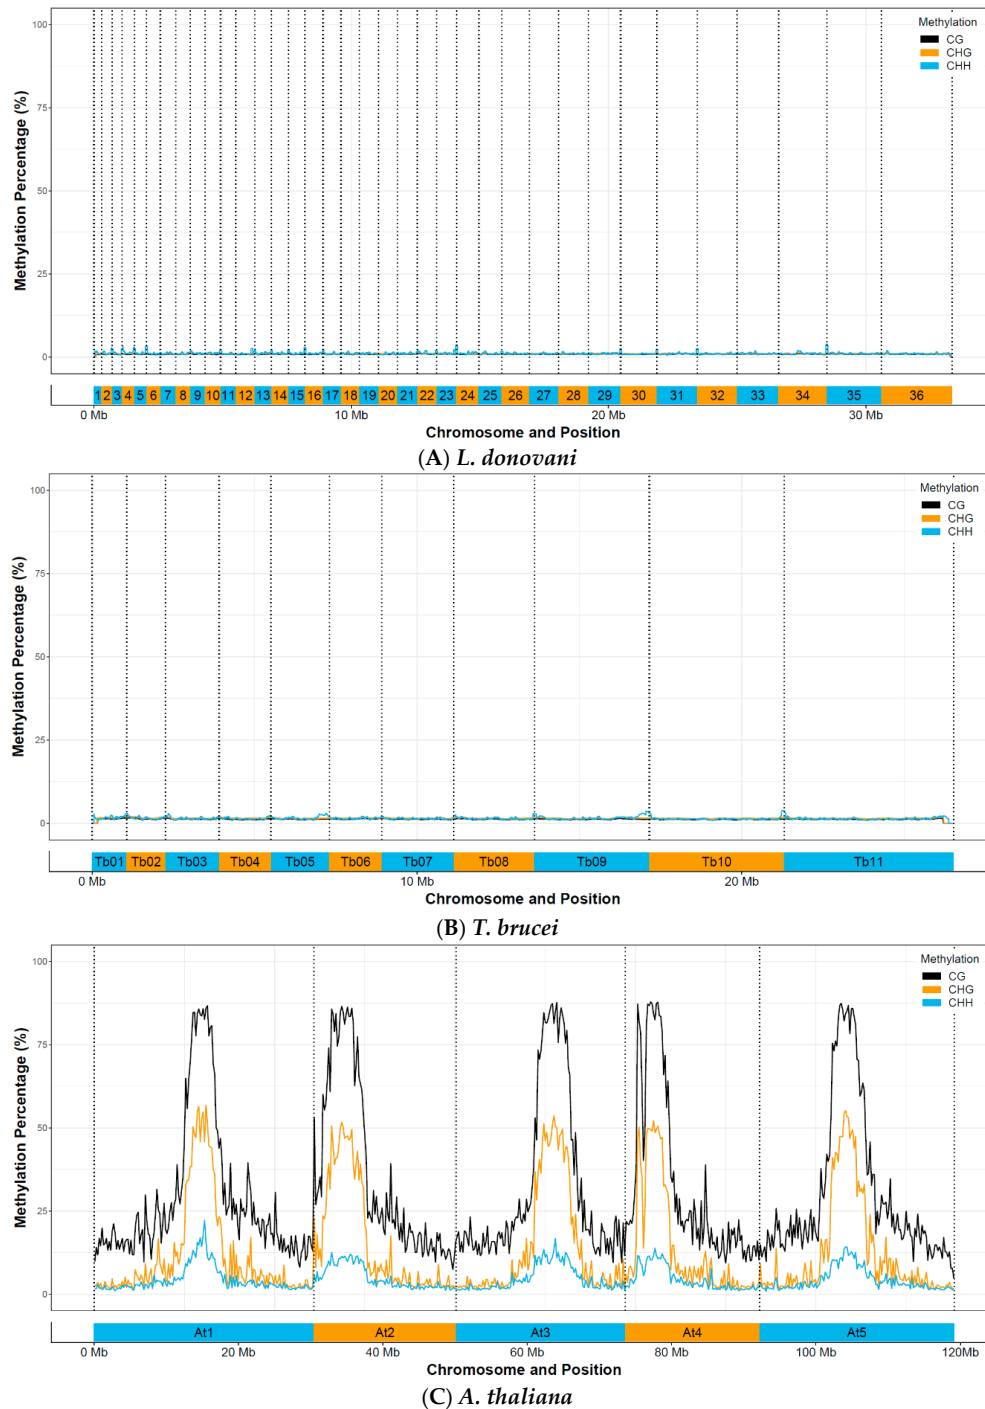 Methylation
CG
CHG
CHH
100
75
50
25
0
Methylation Percentage (%)
1 2 3 4 5 6 7 8 9 10 11 12 13 14 15 16 17 18 19 20 21 22 23 24 25 26 27 28 29 30 31 32 33 34 35 36
0 Mb 10 Mb 20 Mb 30 Mb
Chromosome and Position
(A) L. donovani
Methylation
CG
CHG
CHH
100
75
50
25
0
Methylation Percentage (%)
Tb01 Tb02 Tb03 Tb04 Tb05 Tb06 Tb07 Tb08 Tb09 Tb10 Tb11
0 Mb 10 Mb 20 Mb
Chromosome and Position
(B) T. brucei
Methylation
CG
CHG
CHH
100
75
50
25
0
Methylation Percentage (%)
At1 At2 At3 At4 At5
0 Mb 20 Mb 40 Mb 60 Mb 80 Mb 100 Mb 120Mb
Chromosome and Position
(C) A. thaliana